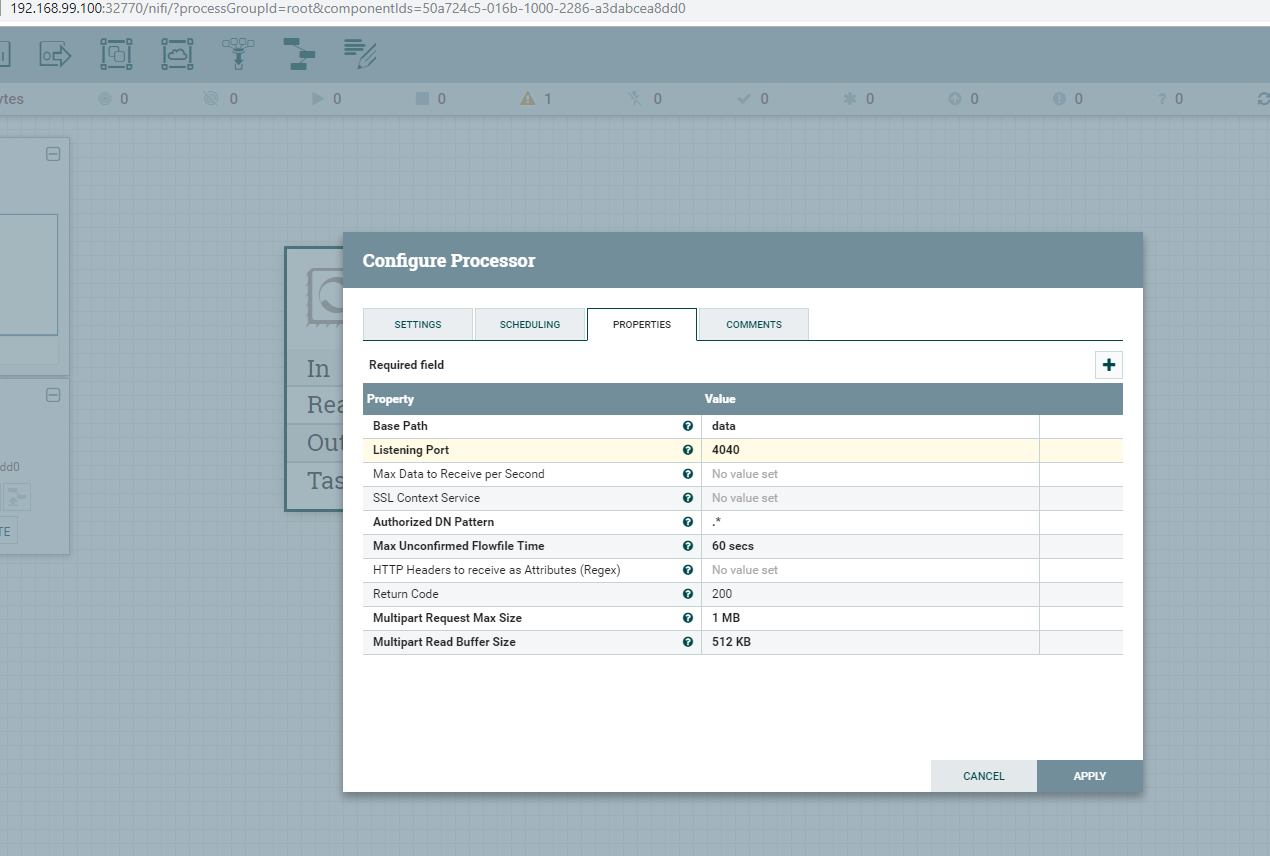 192.168.99.100:32770/nifi/?processGroupId=root&componentIds=50a724c5-016b-1000-2286-a3dabcea8dd0
ytes 0 0 0 0 1 0 0 0 0 0 0
Configure Processor
SETTINGS SCHEDULING PROPERTIES COMMENTS
Required field
Property Value
Base Path data
Listening Port 4040
Max Data to Receive per Second No value set
SSL Context Service No value set
Authorized DN Pattern .*
Max Unconfirmed Flowfile Time 60 secs
HTTP Headers to receive as Attributes (Regex) No value set
Return Code 200
Multipart Request Max Size 1 MB
Multipart Read Buffer Size 512 KB
CANCEL APPLY
In
Rea
Out
Tas
dd0
TE